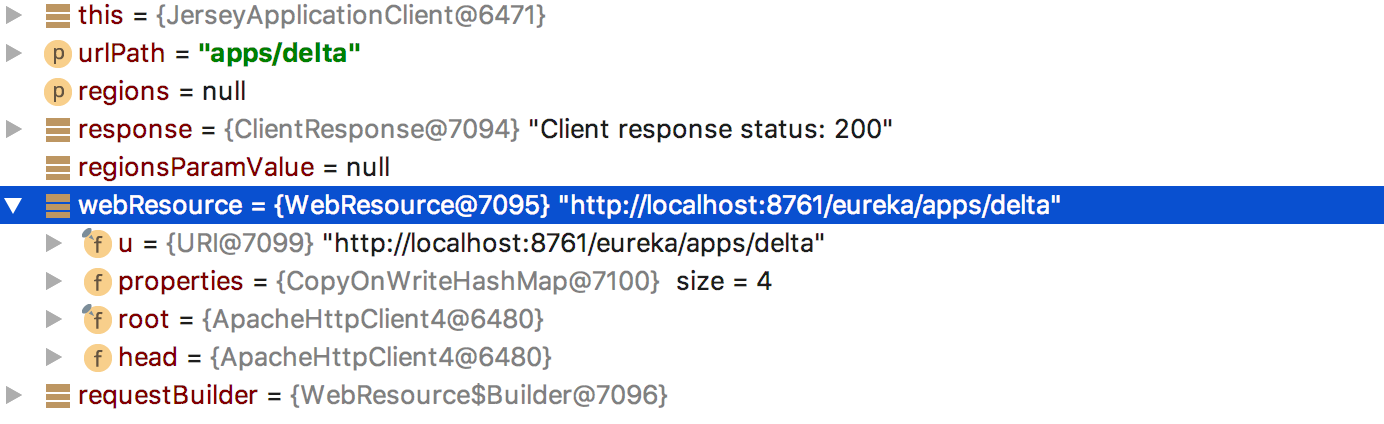 this = {JerseyApplicationClient@6471}
p urlPath = "apps/delta"
p regions = null
response = {ClientResponse@7094} "Client response status: 200"
regionsParamValue = null
webResource = {WebResource@7095} "http://localhost:8761/eureka/apps/delta"
f u = {URI@7099} "http://localhost:8761/eureka/apps/delta"
f properties = {CopyOnWriteHashMap@7100} size = 4
f root = {ApacheHttpClient4@6480}
f head = {ApacheHttpClient4@6480}
requestBuilder = {WebResource$Builder@7096}